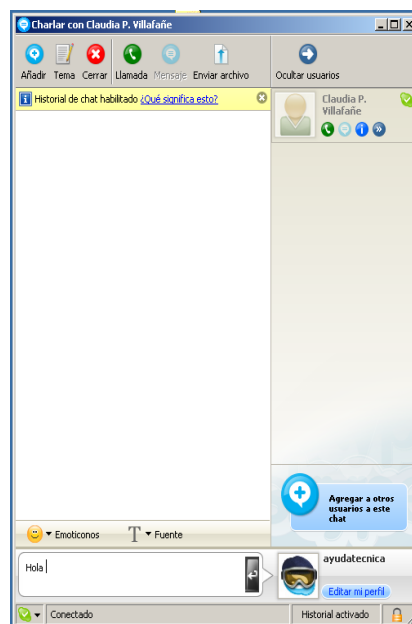 Charlar con Claudia P. Villafañe
Añadir Tema Cerrar Llamada Mensaje Enviar archivo Ocultar usuarios
Historial de chat habilitado ¿Qué significa esto?
Claudia P.
Villafañe
Agregar a otros
usuarios a este
chat
Emoticonos T Fuente
Hola
ayudatecnica
Editar mi perfil
Conectado Historial activado